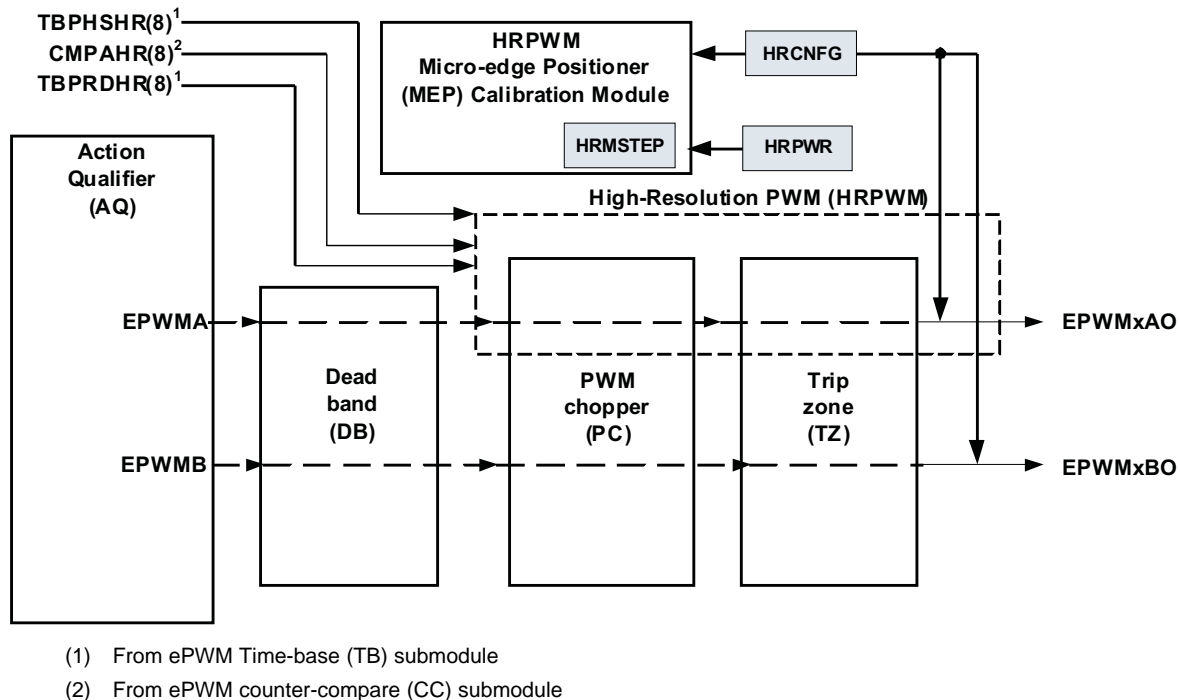 TBPHSHR(8)1
CMPAHR(8)2
TBPRDHR(8)1
HRPWM
Micro-edge Positioner
(MEP) Calibration Module
HRCNFG
HRMSTEP
HRPWR
Action
Qualifier
(AQ)
High-Resolution PWM (HRPWM)
EPWMA
EPWMxAO
Dead
band
(DB)
PWM
chopper
(PC)
Trip
zone
(TZ)
EPWMB
EPWMxBO
(1) From ePWM Time-base (TB) submodule
(2) From ePWM counter-compare (CC) submodule